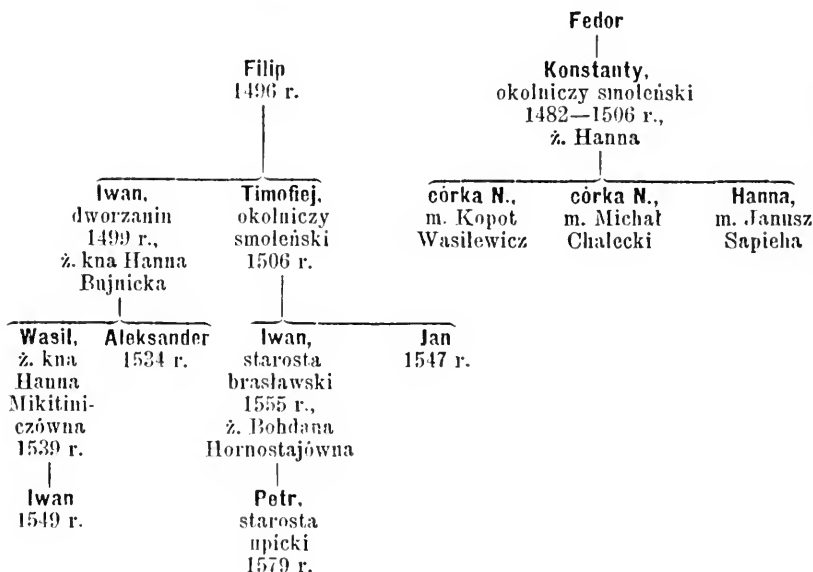 Fedor
Konstanty,
okolniczy smoleński
1482—1506 r.,
ż. Hanna
córka N.,
m. Kopot
Wasilewicz
córka N.,
m. Michał
Chalecki
Hanna,
m. Janusz
Sapieha
Filip
1496 r.
Iwan,
dworzanin
1499 r.,
ż. kna Hanna
Bujnicka
Timofiej,
okolniczy
smoleński
1506 r.
Wasil,
ż. kna
Hanna
Mikitini-
czówna
1539 r.
Aleksander
1534 r.
Iwan,
starosta
brasławski
1555 r.,
ż. Bohdana
Hornostajówna
Jan
1547 r.
Iwan
1549 r.
Petr,
starosta
upicki
1579 r.